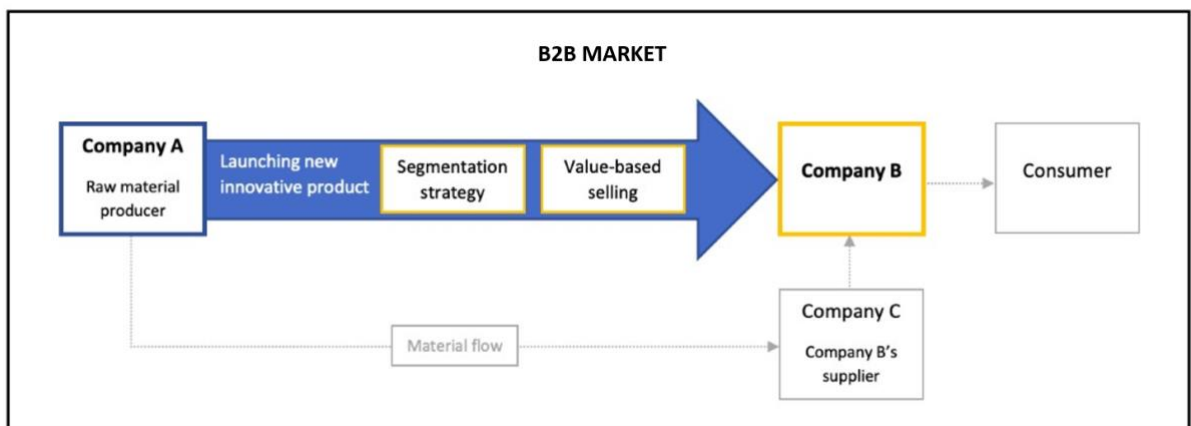 B2B MARKET
Company A
Raw material
producer
Launching new
innovative product
Segmentation
strategy
Value-based
selling
Company B
Consumer
Material flow
Company C
Company B’s
supplier